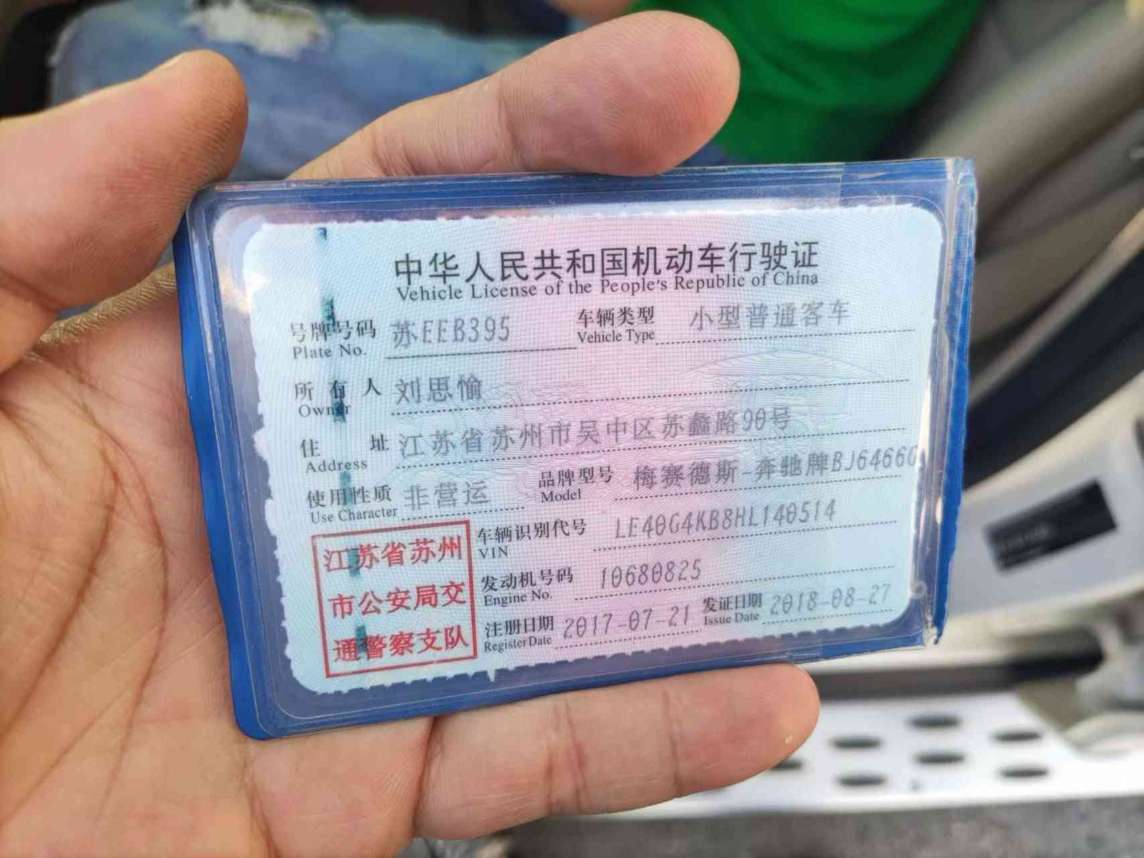 中华人民共和国机动车行驶证
Vehicle License of the People's Republic of China
号牌号码 苏EEB395 车辆类型 小型普通客车
Plate No. Vehicle Type
所有人 刘思愉
Owner
住址 江苏省苏州市吴中区苏蠡路90号
Address
使用性质 非营运 品牌型号 梅赛德斯-奔驰牌BJ6466G
Use Character Model
江苏省苏州
市公安局交
通警察支队
车辆识别代号 LE40G4KB8HL140514
VIN
发动机号码 10680825
Engine No.
注册日期 2017-07-21 发证日期 2018-08-27
Register Date Issue Date